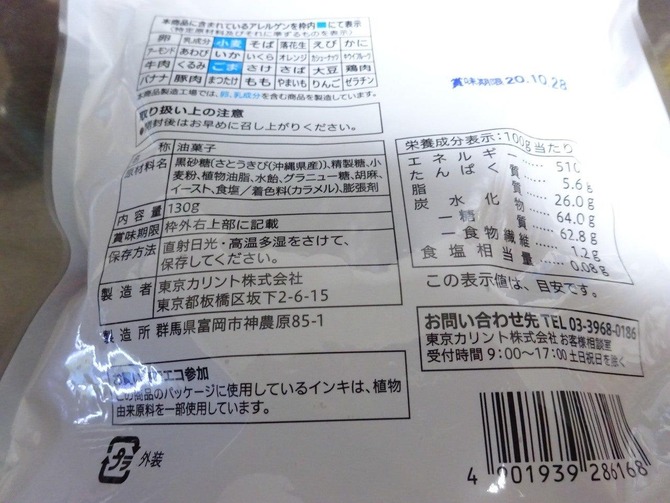 本商品に含まれているアレルゲンを枠内■にて表示
(特定原材料及びそれに準ずるものを表示)
卵 乳成分 小麦 そば 落花生 えび かに
アーモンド あわび いか いくら オレンジ カシューナッツ キウイフルーツ
牛肉 くるみ ごま さけ さば 大豆 鶏肉
バナナ 豚肉 まつたけ もも やまいも りんご ゼラチン
本商品製造工場では、卵、乳成分を含む商品を製造しています。
取り扱い上の注意
●開封後はお早めに召し上がりください。
称 油菓子
原材料名 黒砂糖(さとうきび(沖縄県産))、精製糖、小
麦粉、植物油脂、水飴、グラニュー糖、胡麻、
イースト、食塩/着色料(カラメル)、膨張剤
内容量 130g
賞味期限 枠外右上部に記載
保存方法 直射日光・高温多湿をさけて、
保存してください。
製造者 東京カリント株式会社
東京都板橋区坂下2-6-15
製造所 群馬県富岡市神農原85-1
エコ参加
この商品のパッケージに使用しているインキは、植物
由来原料を一部使用しています。
プラ 外装
賞味期限20.10.28
栄養成分表示:100g当たり
エネルギー 510
たんぱく質 5.6g
脂質 26.0g
炭水化物 64.0g
-糖質 62.8g
-食物繊維 1.2g
食塩相当量 0.08g
この表示値は、目安です。
お問い合わせ先 TEL 03-3968-0186
東京カリント株式会社 お客様相談室
受付時間 9:00~17:00 土日祝日を除く
4 901939 286168